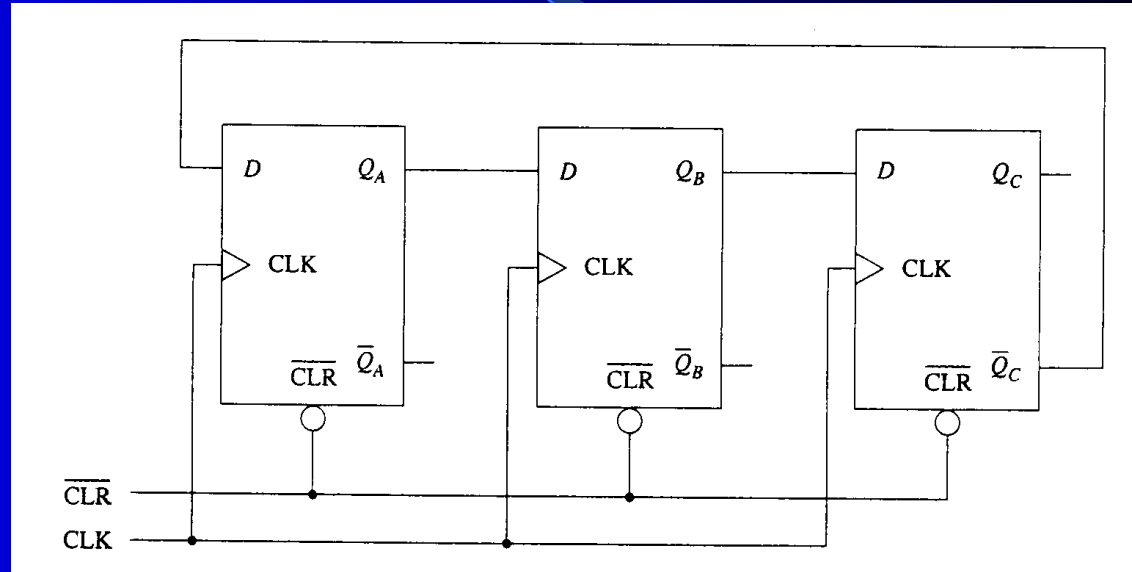 D Q_A D Q_B D Q_C
CLK CLK CLK
C̅L̅R̅ Q̅_A C̅L̅R̅ Q̅_B C̅L̅R̅ Q̅_C
C̅L̅R̅
CLK